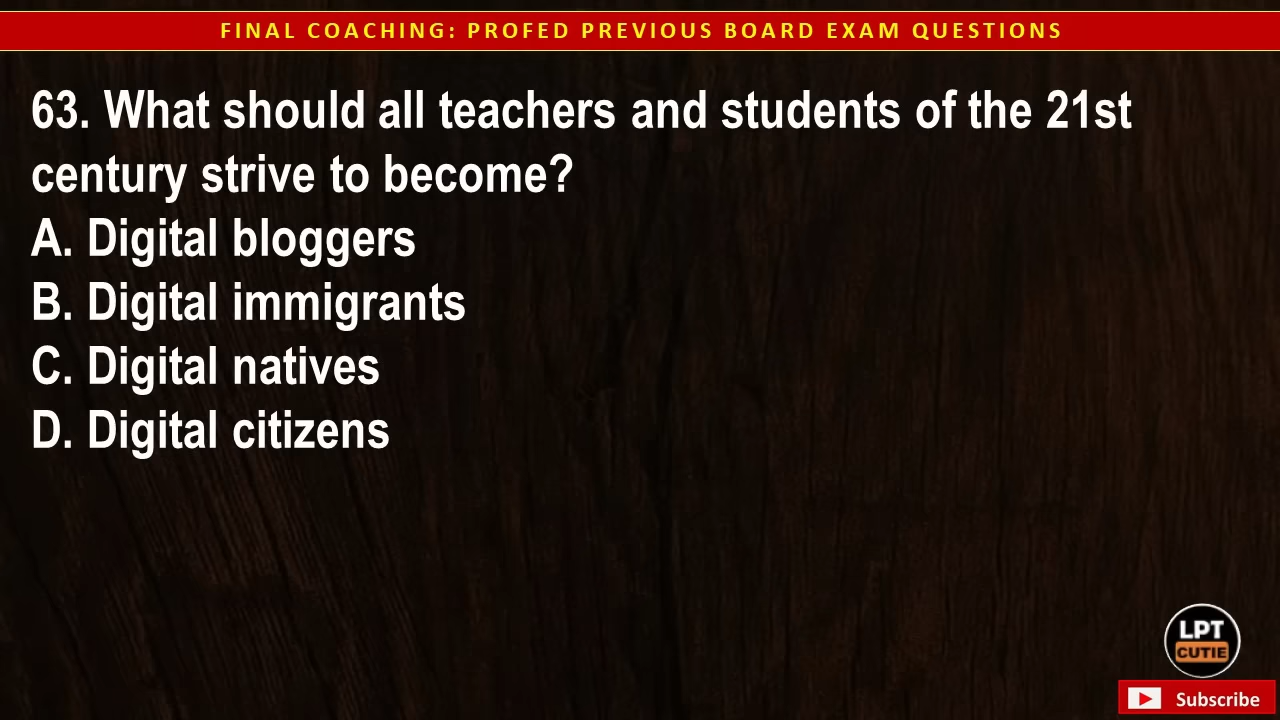 FINAL COACHING: PROFED PREVIOUS BOARD EXAM QUESTIONS
63. What should all teachers and students of the 21st
century strive to become?
A. Digital bloggers
B. Digital immigrants
C. Digital natives
D. Digital citizens
LPT
CUTIE
Subscribe